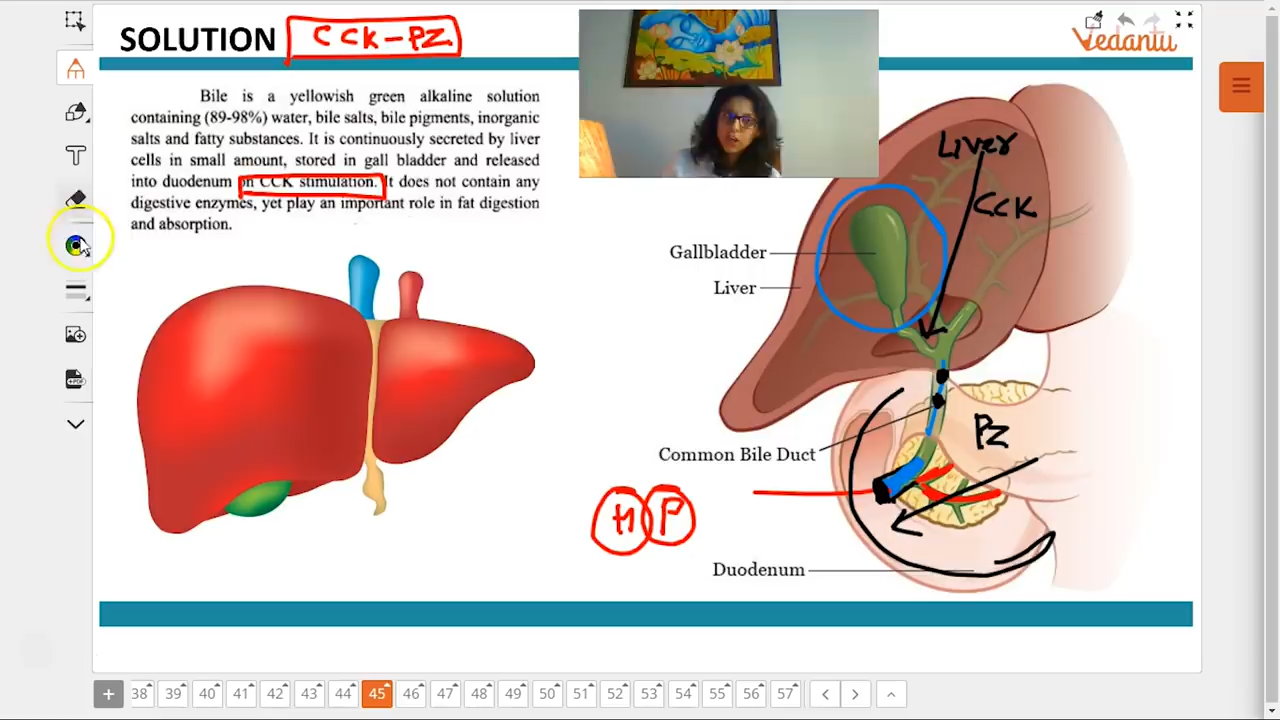 SOLUTION
CCK-PZ
Vedantu
Bile is a yellowish green alkaline solution
containing (89-98%) water, bile salts, bile pigments, inorganic
salts and fatty substances. It is continuously secreted by liver
cells in small amount, stored in gall bladder and released
into duodenum on CCK stimulation. It does not contain any
digestive enzymes, yet play an important role in fat digestion
and absorption.
Liver
CCK
Gallbladder
Liver
PZ
Common Bile Duct
H P
Duodenum
+PDF
38 39 40 41 42 43 44 45 46 47 48 49 50 51 52 53 54 55 56 57